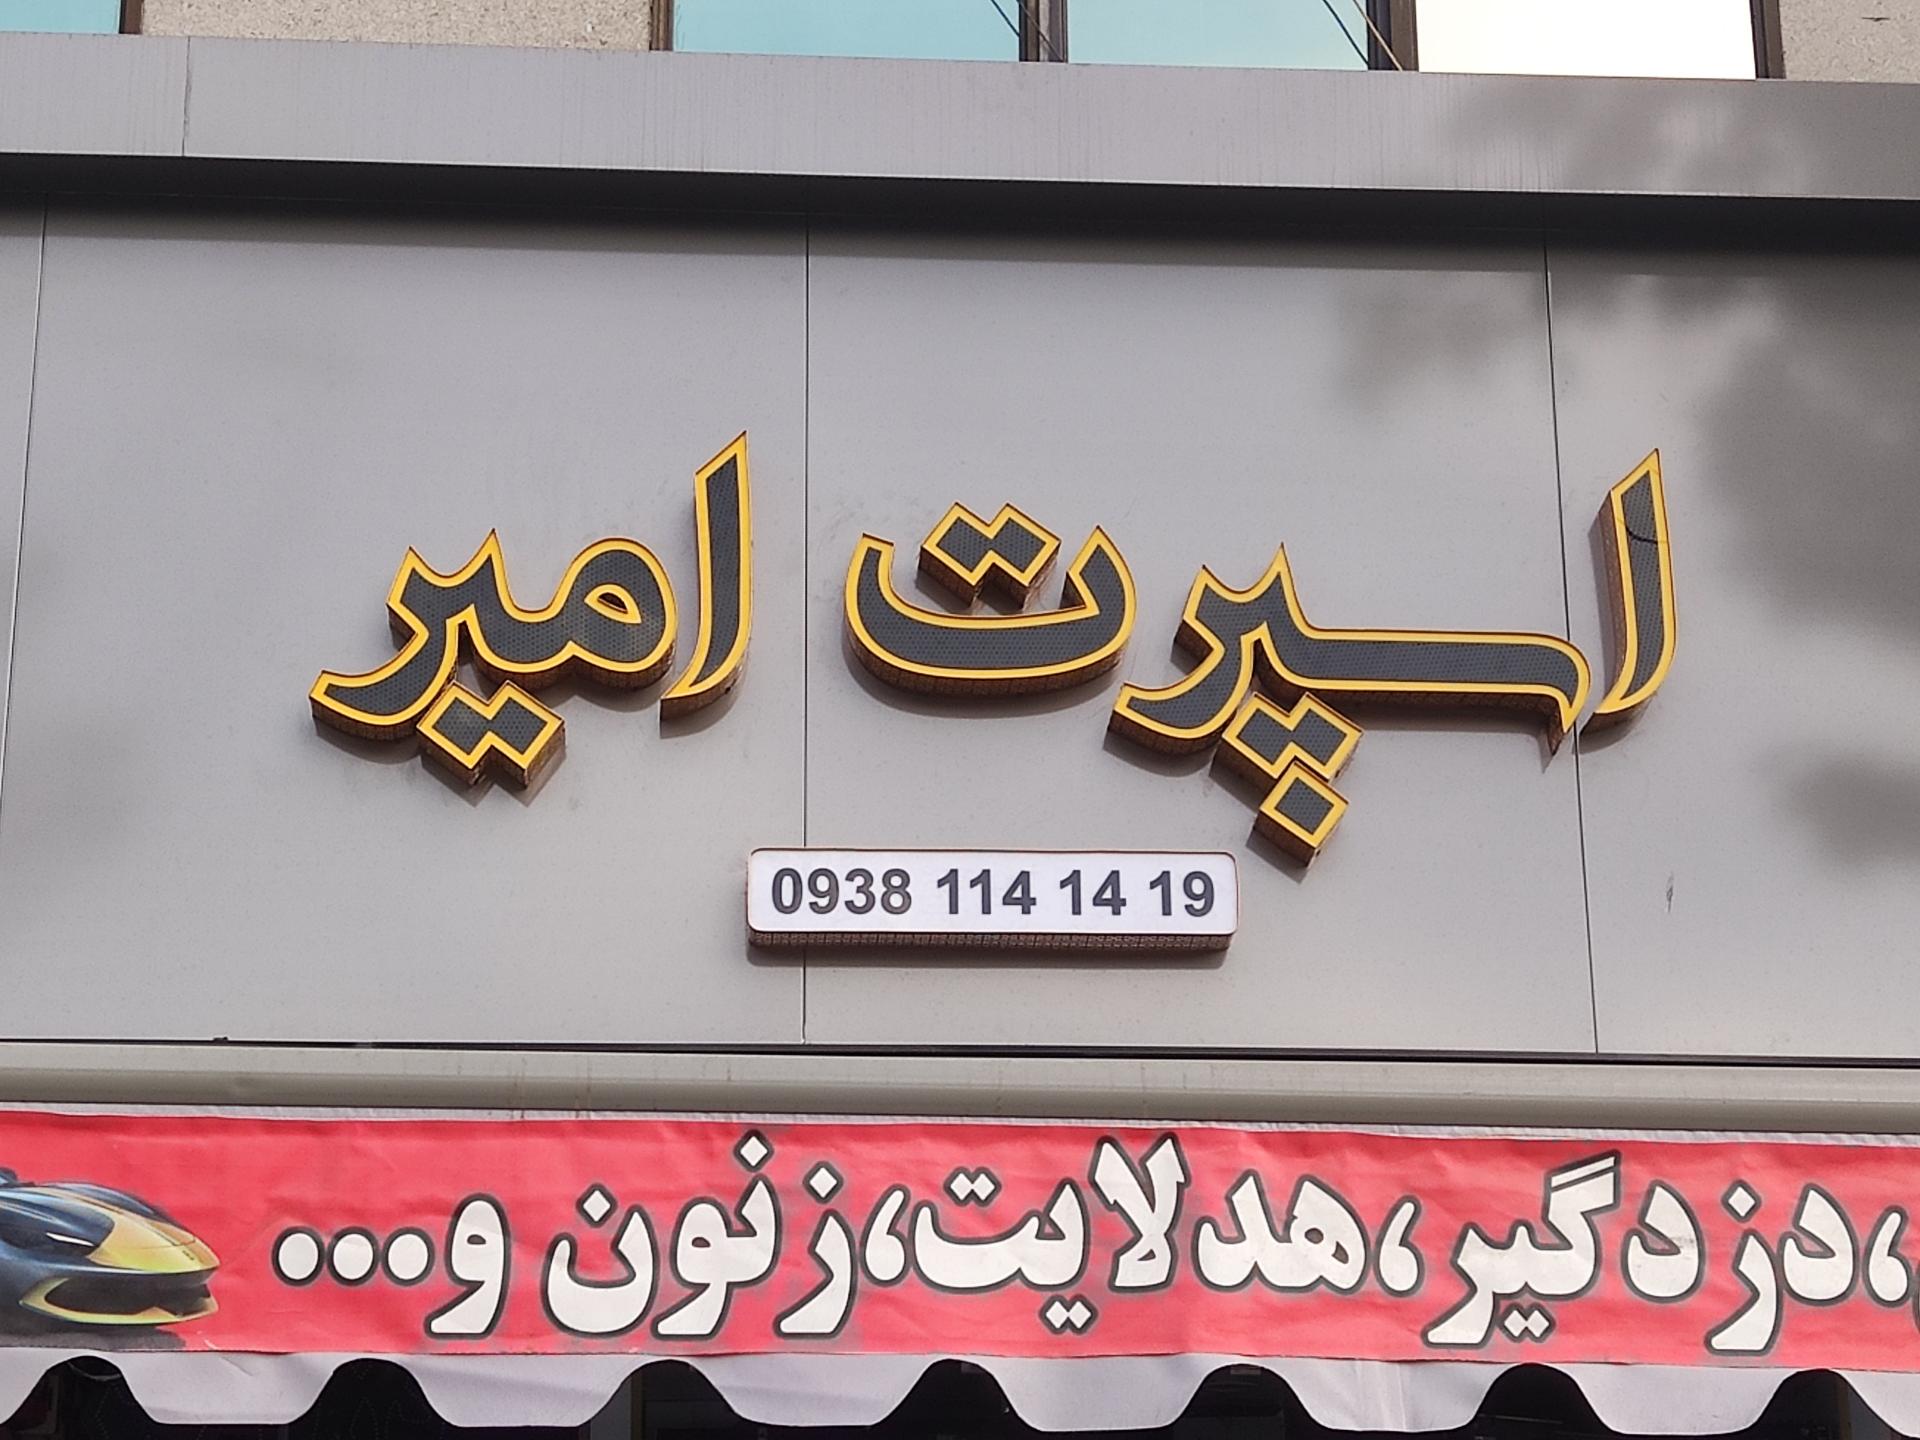 اسپرت امیر
0938 114 14 19
،دزدگیر،هدلایت،زنون و...